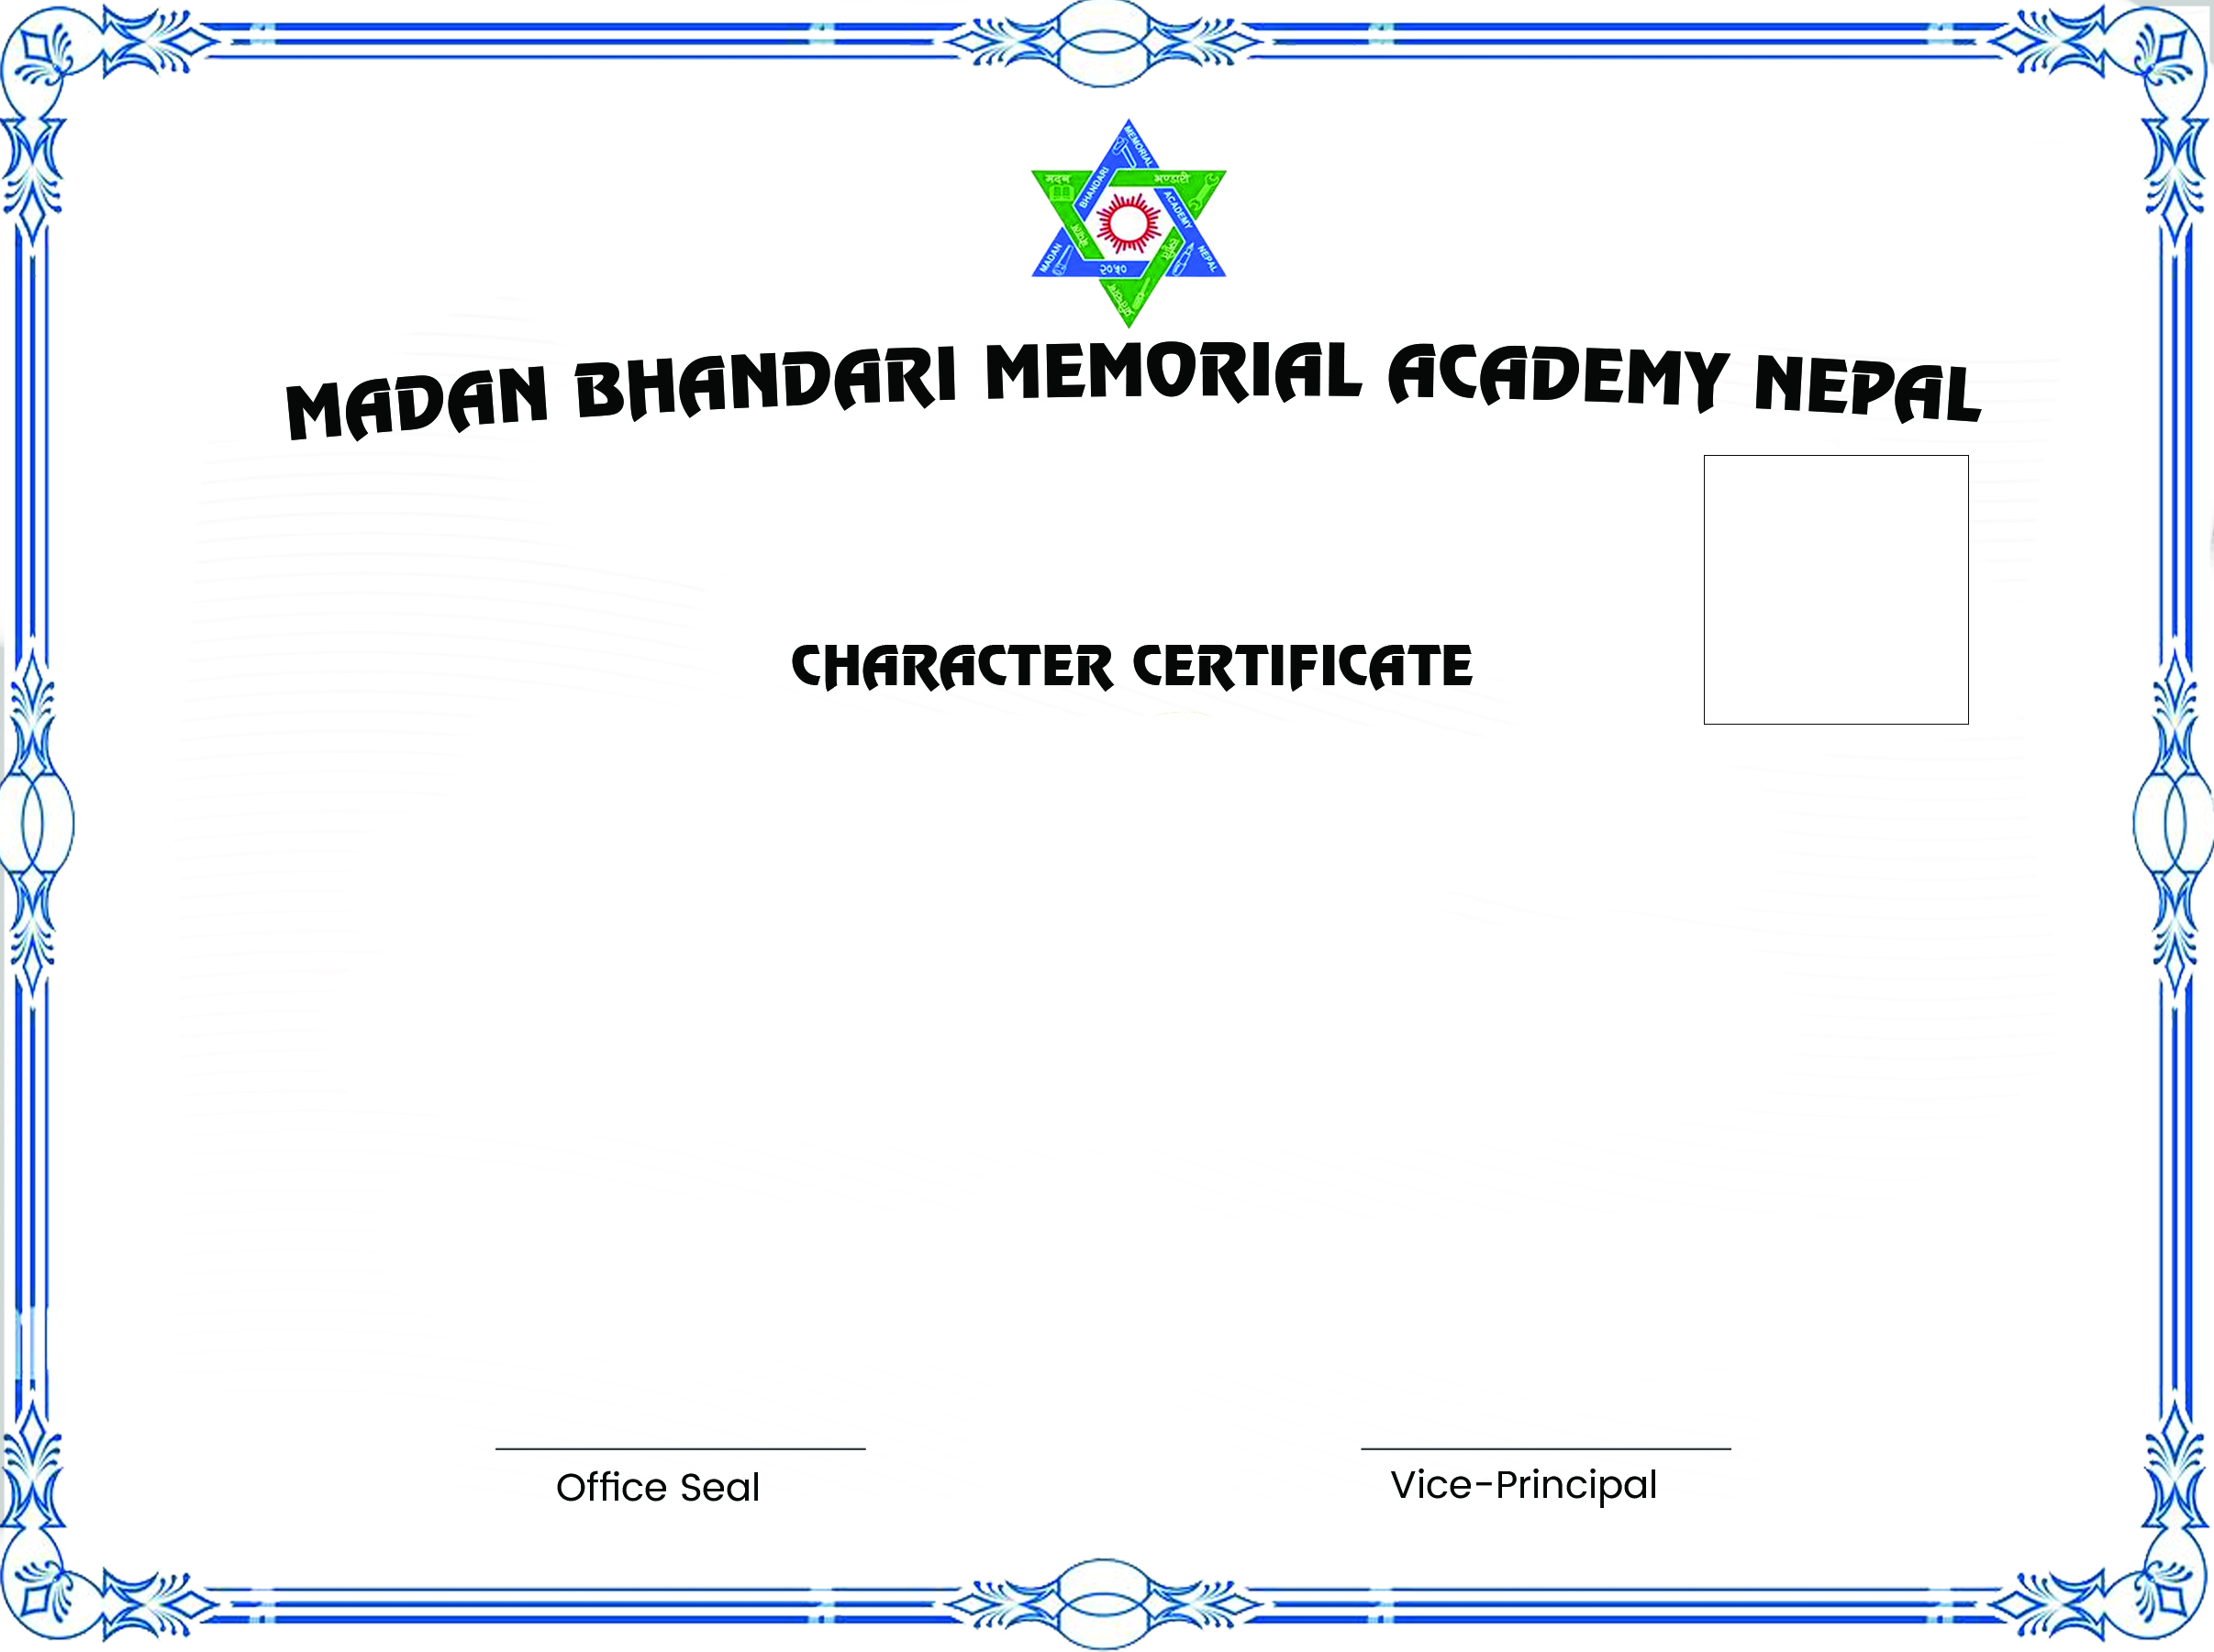 MEMORIAL
BHANDARI
मदन
भण्डारी
ACADEMY
MADAN
NEPAL
२०५०
MADAN BHANDARI MEMORIAL ACADEMY NEPAL
CHARACTER CERTIFICATE
Office Seal
Vice-Principal